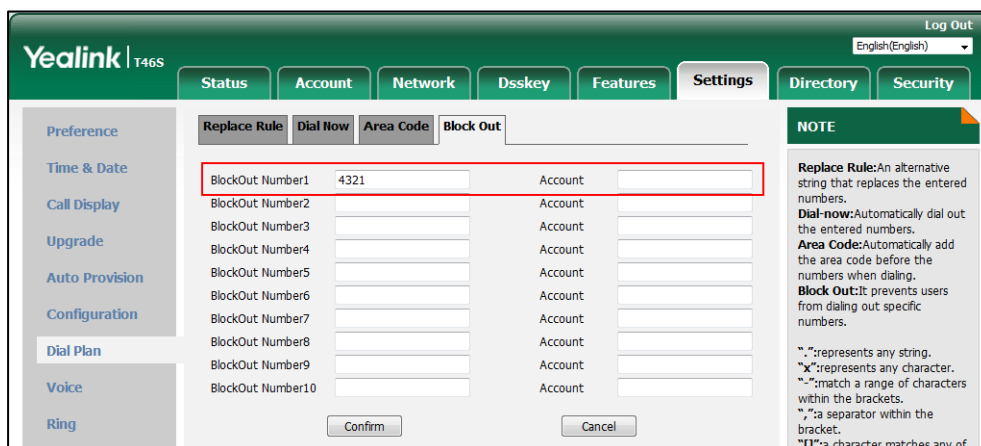 Log Out
Yealink T46S
English(English)
Status Account Network Dsskey Features Settings Directory Security
Preference
Time & Date
Call Display
Upgrade
Auto Provision
Configuration
Dial Plan
Voice
Ring
Replace Rule Dial Now Area Code Block Out
BlockOut Number1 4321 Account
BlockOut Number2 Account
BlockOut Number3 Account
BlockOut Number4 Account
BlockOut Number5 Account
BlockOut Number6 Account
BlockOut Number7 Account
BlockOut Number8 Account
BlockOut Number9 Account
BlockOut Number10 Account
Confirm Cancel
NOTE
Replace Rule:An alternative
string that replaces the entered
numbers.
Dial-now:Automatically dial out
the entered numbers.
Area Code:Automatically add
the area code before the
numbers when dialing.
Block Out:It prevents users
from dialing out specific
numbers.
".":represents any string.
"x":represents any character.
"-":match a range of characters
within the brackets.
",":a separator within the
bracket.
"[]":a character matches any of